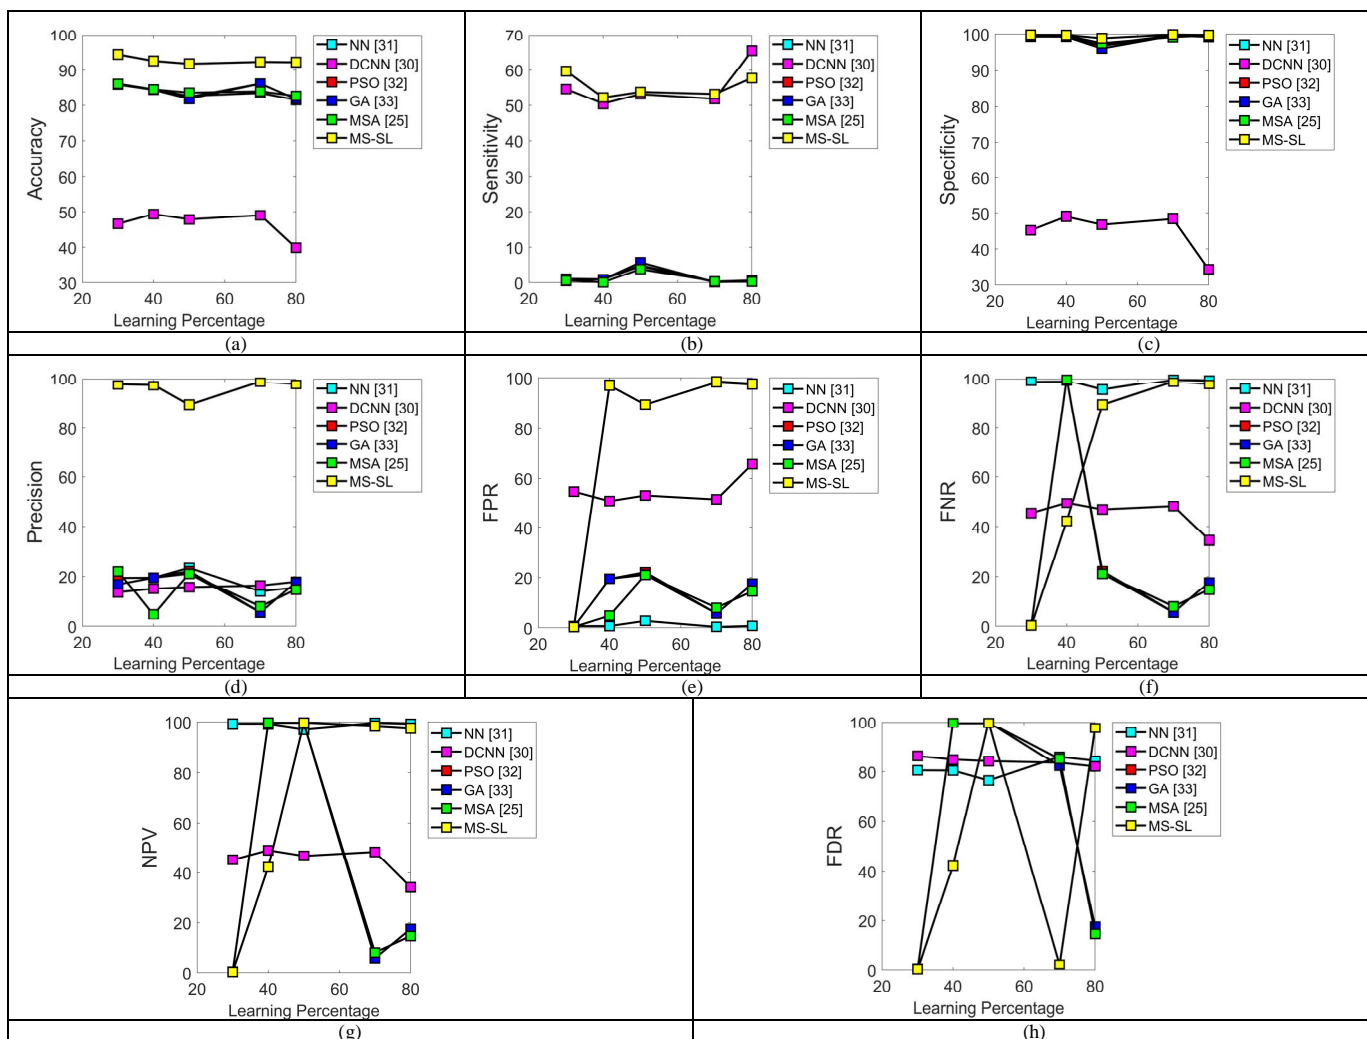 100
90
80
70
60
50
40
30
20 40 60 80
Accuracy
Learning Percentage
NN [31]
DCNN [30]
PSO [32]
GA [33]
MSA [25]
MS-SL
(a)
70
60
50
40
30
20
10
0
20 40 60 80
Sensitivity
Learning Percentage
NN [31]
DCNN [30]
PSO [32]
GA [33]
MSA [25]
MS-SL
(b)
100
90
80
70
60
50
40
30
20 40 60 80
Specificity
Learning Percentage
NN [31]
DCNN [30]
PSO [32]
GA [33]
MSA [25]
MS-SL
(c)
100
80
60
40
20
0
20 40 60 80
Precision
Learning Percentage
NN [31]
DCNN [30]
PSO [32]
GA [33]
MSA [25]
MS-SL
(d)
100
80
60
40
20
0
20 40 60 80
FPR
Learning Percentage
NN [31]
DCNN [30]
PSO [32]
GA [33]
MSA [25]
MS-SL
(e)
100
80
60
40
20
0
20 40 60 80
FNR
Learning Percentage
NN [31]
DCNN [30]
PSO [32]
GA [33]
MSA [25]
MS-SL
(f)
100
80
60
40
20
0
20 40 60 80
NPV
Learning Percentage
NN [31]
DCNN [30]
PSO [32]
GA [33]
MSA [25]
MS-SL
(g)
100
80
60
40
20
0
20 40 60 80
FDR
Learning Percentage
NN [31]
DCNN [30]
PSO [32]
GA [33]
MSA [25]
MS-SL
(h)